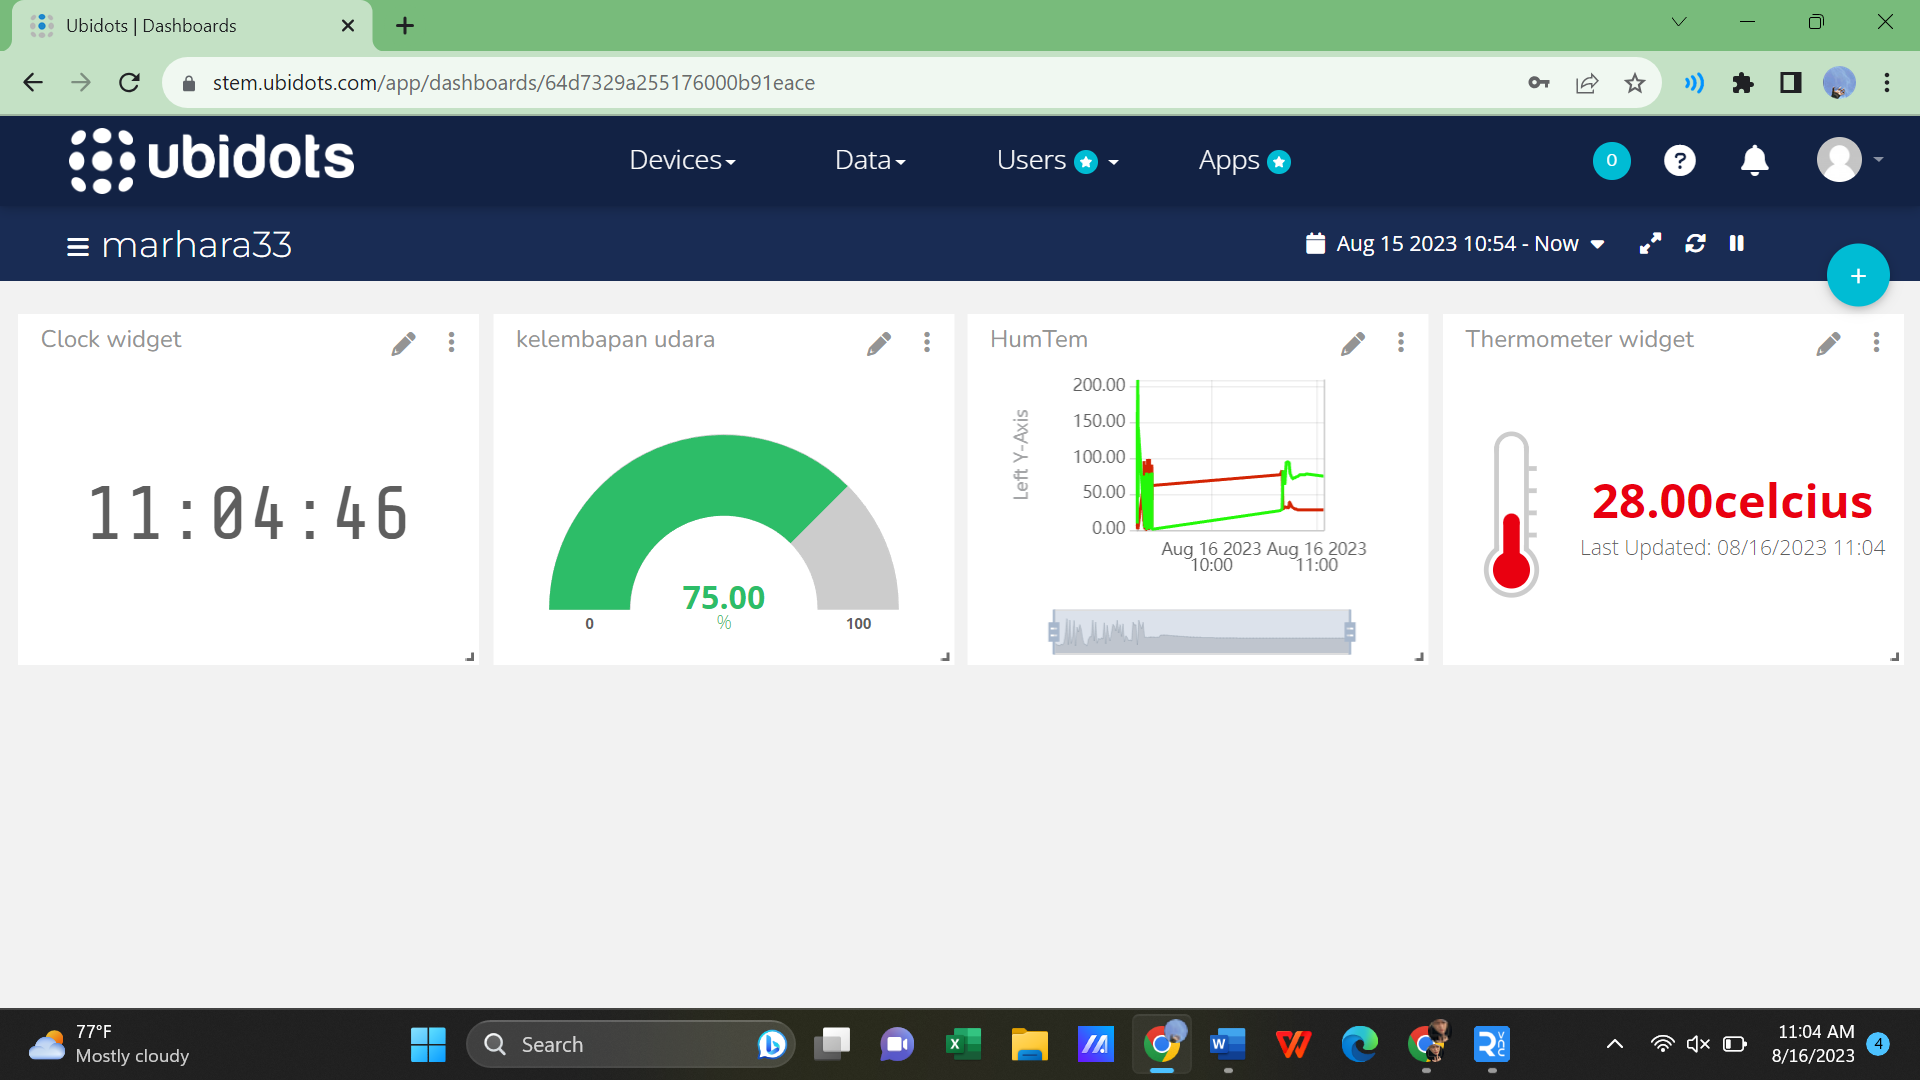 Ubidots | Dashboards
stem.ubidots.com/app/dashboards/64d7329a255176000b91eace
ubidots
Devices
Data
Users
Apps
0
?
marhara33
Aug 15 2023 10:54 - Now
+
Clock widget
11:04:46
kelembapan udara
75.00
%
0
100
HumTem
Left Y-Axis
200.00
150.00
100.00
50.00
0.00
Aug 16 2023 Aug 16 2023
10:00 11:00
Thermometer widget
28.00celcius
Last Updated: 08/16/2023 11:04
77°F
Mostly cloudy
Search
11:04 AM
8/16/2023
4